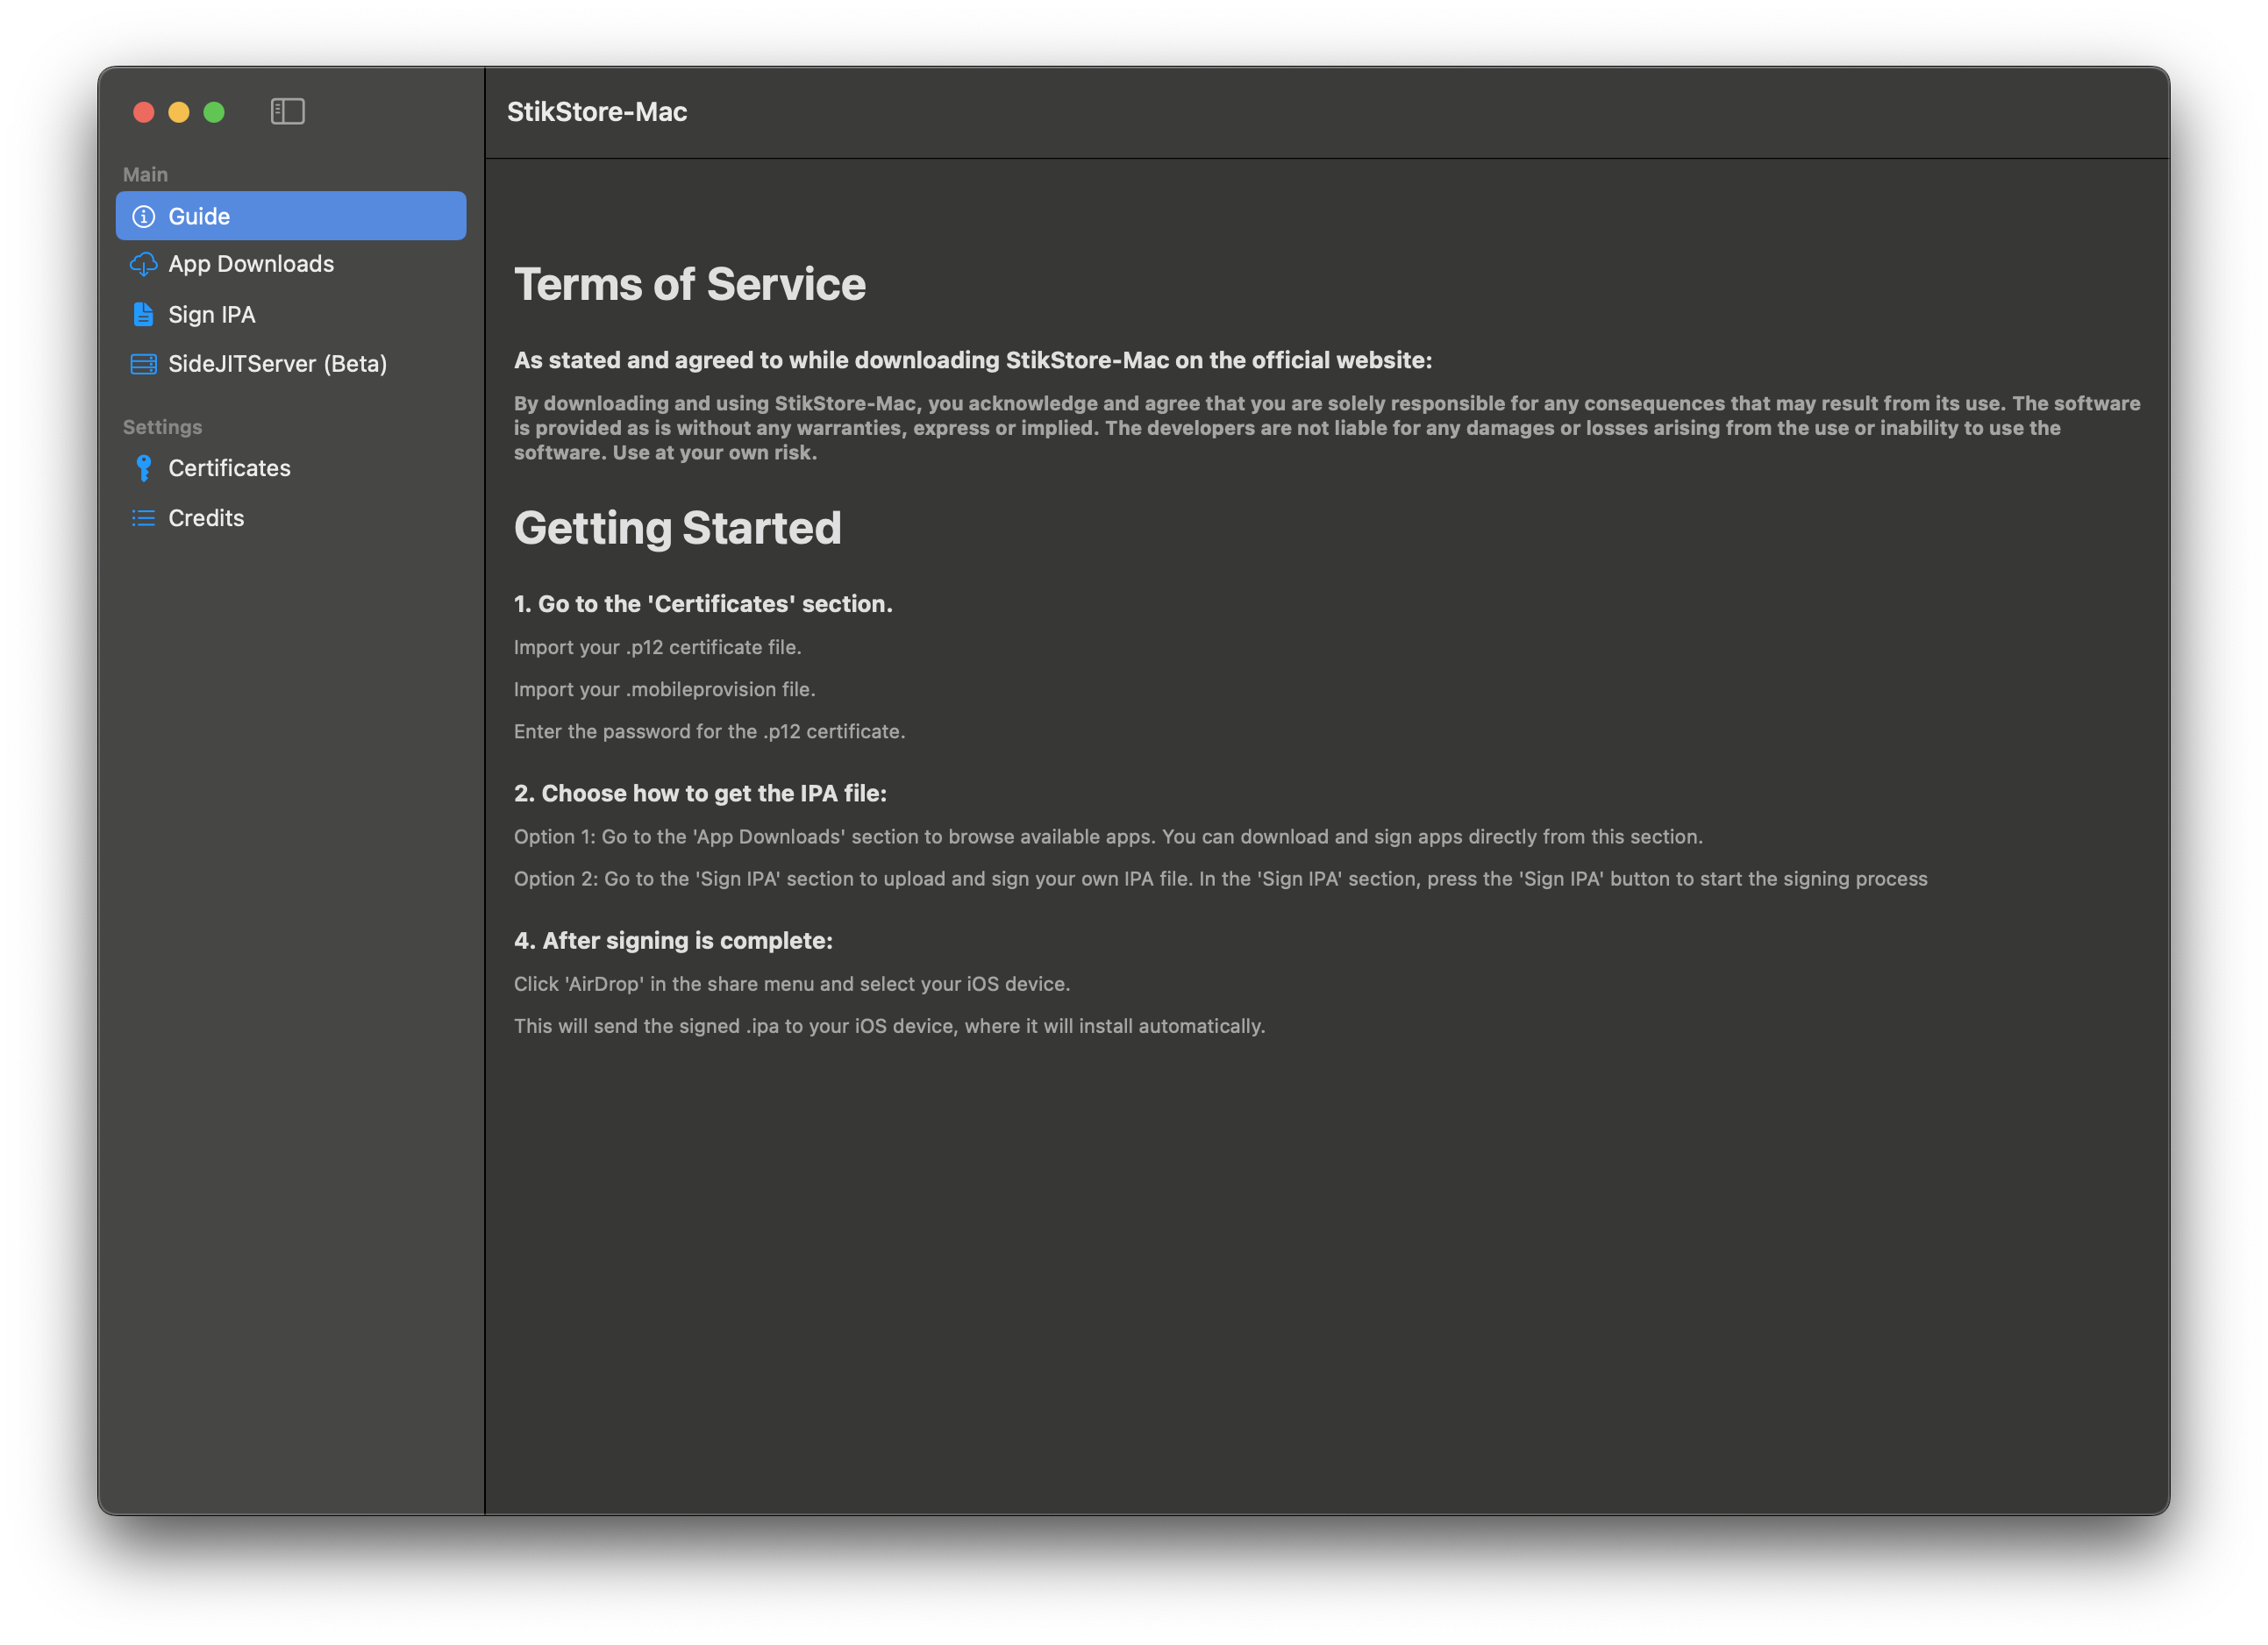 StikStore-Mac
Main
Guide
App Downloads
Sign IPA
SideJITServer (Beta)
Settings
Certificates
Credits
Terms of Service
As stated and agreed to while downloading StikStore-Mac on the official website:
By downloading and using StikStore-Mac, you acknowledge and agree that you are solely responsible for any consequences that may result from its use. The software
is provided as is without any warranties, express or implied. The developers are not liable for any damages or losses arising from the use or inability to use the
software. Use at your own risk.
Getting Started
1. Go to the 'Certificates' section.
Import your .p12 certificate file.
Import your .mobileprovision file.
Enter the password for the .p12 certificate.
2. Choose how to get the IPA file:
Option 1: Go to the 'App Downloads' section to browse available apps. You can download and sign apps directly from this section.
Option 2: Go to the 'Sign IPA' section to upload and sign your own IPA file. In the 'Sign IPA' section, press the 'Sign IPA' button to start the signing process
4. After signing is complete:
Click 'AirDrop' in the share menu and select your iOS device.
This will send the signed .ipa to your iOS device, where it will install automatically.